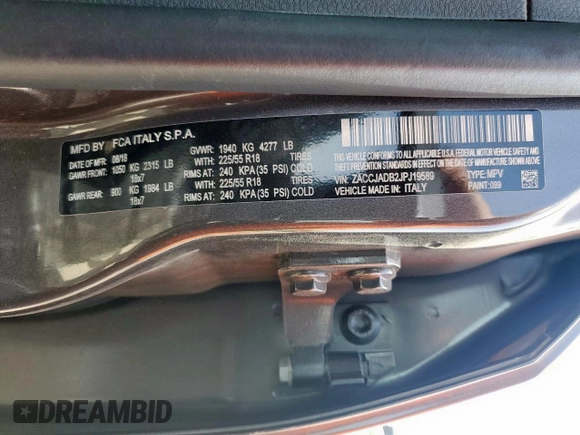 MFD BY FCA ITALY S.P.A.
DATE OF MFD: 08/18 GVWR: 1940 KG 4277 LB
GAWR FRONT: 1050 KG 2315 LB WITH: 225/55 R18 TIRES
18x7 RIMS AT: 240 KPA (35 PSI) COLD
GAWR REAR: 900 KG 1984 LB WITH: 225/55 R18 TIRES
18x7 RIMS AT: 240 KPA (35 PSI) COLD
THIS VEHICLE CONFORMS TO ALL APPLICABLE U.S.A. FEDERAL MOTOR VEHICLE SAFETY, BUMPER AND THEFT PREVENTION STANDARDS IN EFFECT ON THE DATE OF MANUFACTURE SHOWN ABOVE.
VIN: ZACCJADB2JPJ19589 TYPE: MPV
VEHICLE MADE IN: ITALY PAINT: 099
DREAMBID